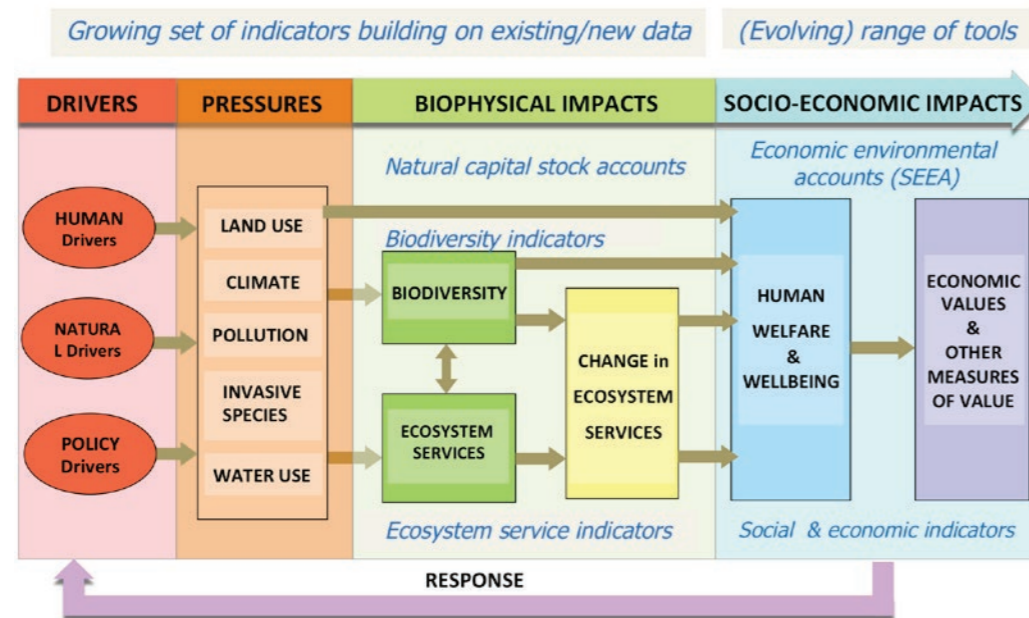 Growing set of indicators building on existing/new data
(Evolving) range of tools
DRIVERS
PRESSURES
BIOPHYSICAL IMPACTS
SOCIO-ECONOMIC IMPACTS
HUMAN
Drivers
NATURA
L Drivers
POLICY
Drivers
LAND USE
CLIMATE
POLLUTION
INVASIVE
SPECIES
WATER USE
Natural capital stock accounts
Biodiversity indicators
BIODIVERSITY
ECOSYSTEM
SERVICES
CHANGE in
ECOSYSTEM
SERVICES
Ecosystem service indicators
Economic environmental
accounts (SEEA)
HUMAN
WELFARE
&
WELLBEING
ECONOMIC
VALUES
&
OTHER
MEASURES
OF VALUE
Social & economic indicators
RESPONSE